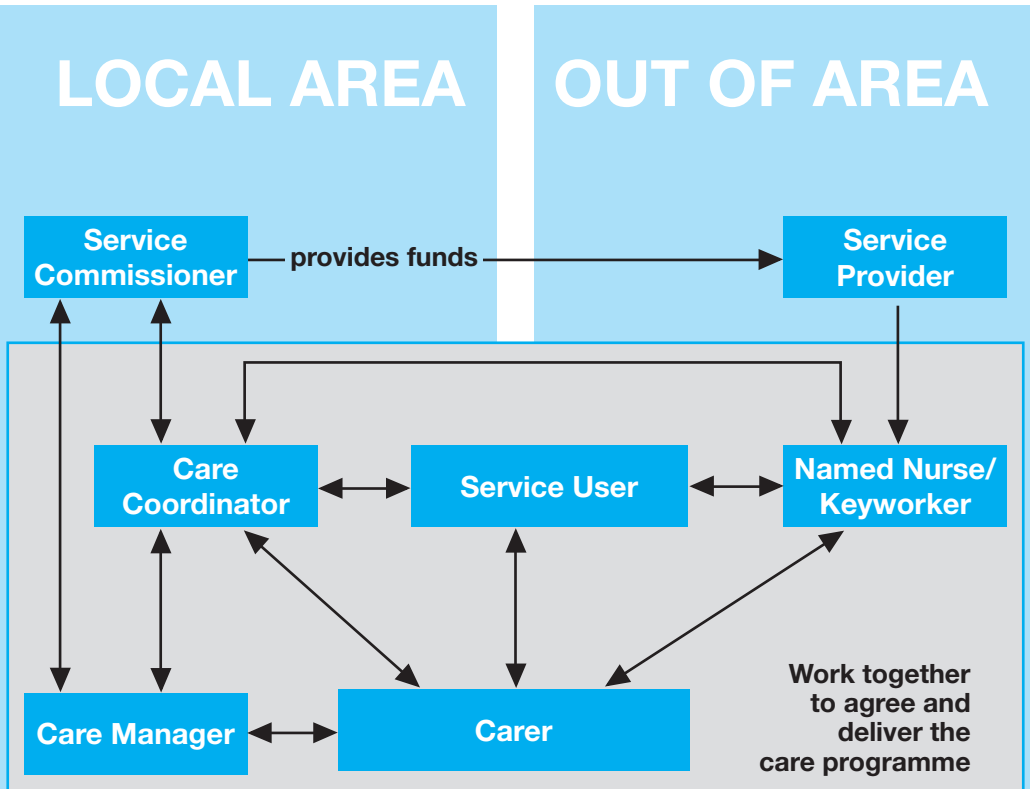 LOCAL AREA
OUT OF AREA
Service
Commissioner
provides funds
Service
Provider
Care
Coordinator
Service User
Named Nurse/
Keyworker
Care Manager
Carer
Work together
to agree and
deliver the
care programme